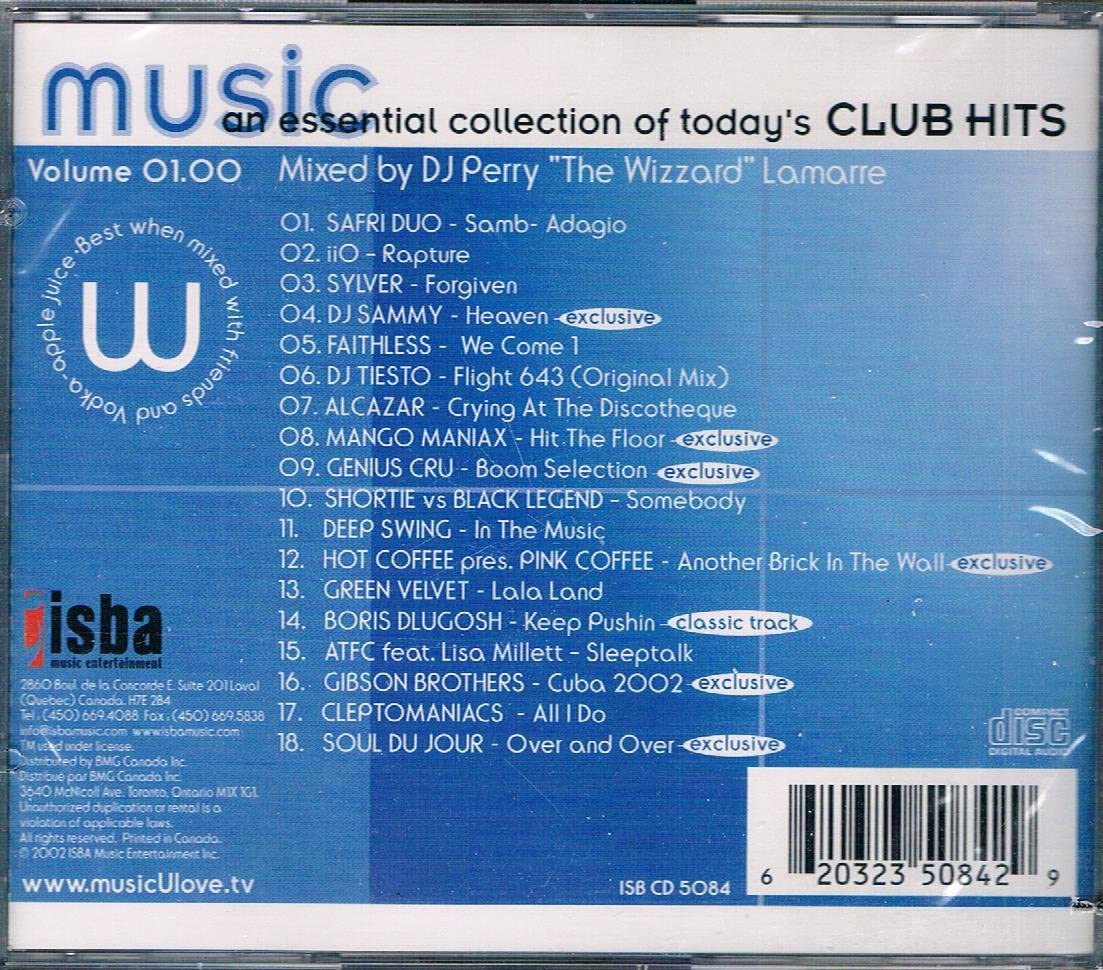 music
an essential collection of today's CLUB HITS
Volume 01.00
Mixed by DJ Perry "The Wizzard" Lamarre
Best when mixed with friends and Vodka-apple juice.
W
01. SAFRI DUO - Samb- Adagio
02. iiO - Rapture
03. SYLVER - Forgiven
04. DJ SAMMY - Heaven - exclusive
05. FAITHLESS - We Come 1
06. DJ TIESTO - Flight 643 (Original Mix)
07. ALCAZAR - Crying At The Discotheque
08. MANGO MANIAX - Hit The Floor - exclusive
09. GENIUS CRU - Boom Selection - exclusive
10. SHORTIE vs BLACK LEGEND - Somebody
11. DEEP SWING - In The Music
12. HOT COFFEE pres. PINK COFFEE - Another Brick In The Wall - exclusive
13. GREEN VELVET - Lala Land
14. BORIS DLUGOSH - Keep Pushin - classic track
15. ATFC feat. Lisa Millett - Sleeptalk
16. GIBSON BROTHERS - Cuba 2002 - exclusive
17. CLEPTOMANIACS - All I Do
18. SOUL DU JOUR - Over and Over - exclusive
isba
music entertainment
2860 Boul. de la Concorde E. Suite 201 Laval
(Quebec) Canada. H7E 2B4
Tel. (450) 669.4088 Fax. (450) 669.5838
info@isbamusic.com www.isbamusic.com
TM used under license.
Distributed by BMG Canada Inc.
Distribué par BMG Canada Inc.
3640 McNicoll Ave. Toronto, Ontario M1X 1G1.
Unauthorized duplication or rental is a
violation of applicable laws.
All rights reserved. Printed in Canada.
© 2002 ISBA Music Entertainment Inc.
www.musicUlove.tv
COMPACT
disc
DIGITAL AUDIO
ISB CD 5084
6 20323 50842 9